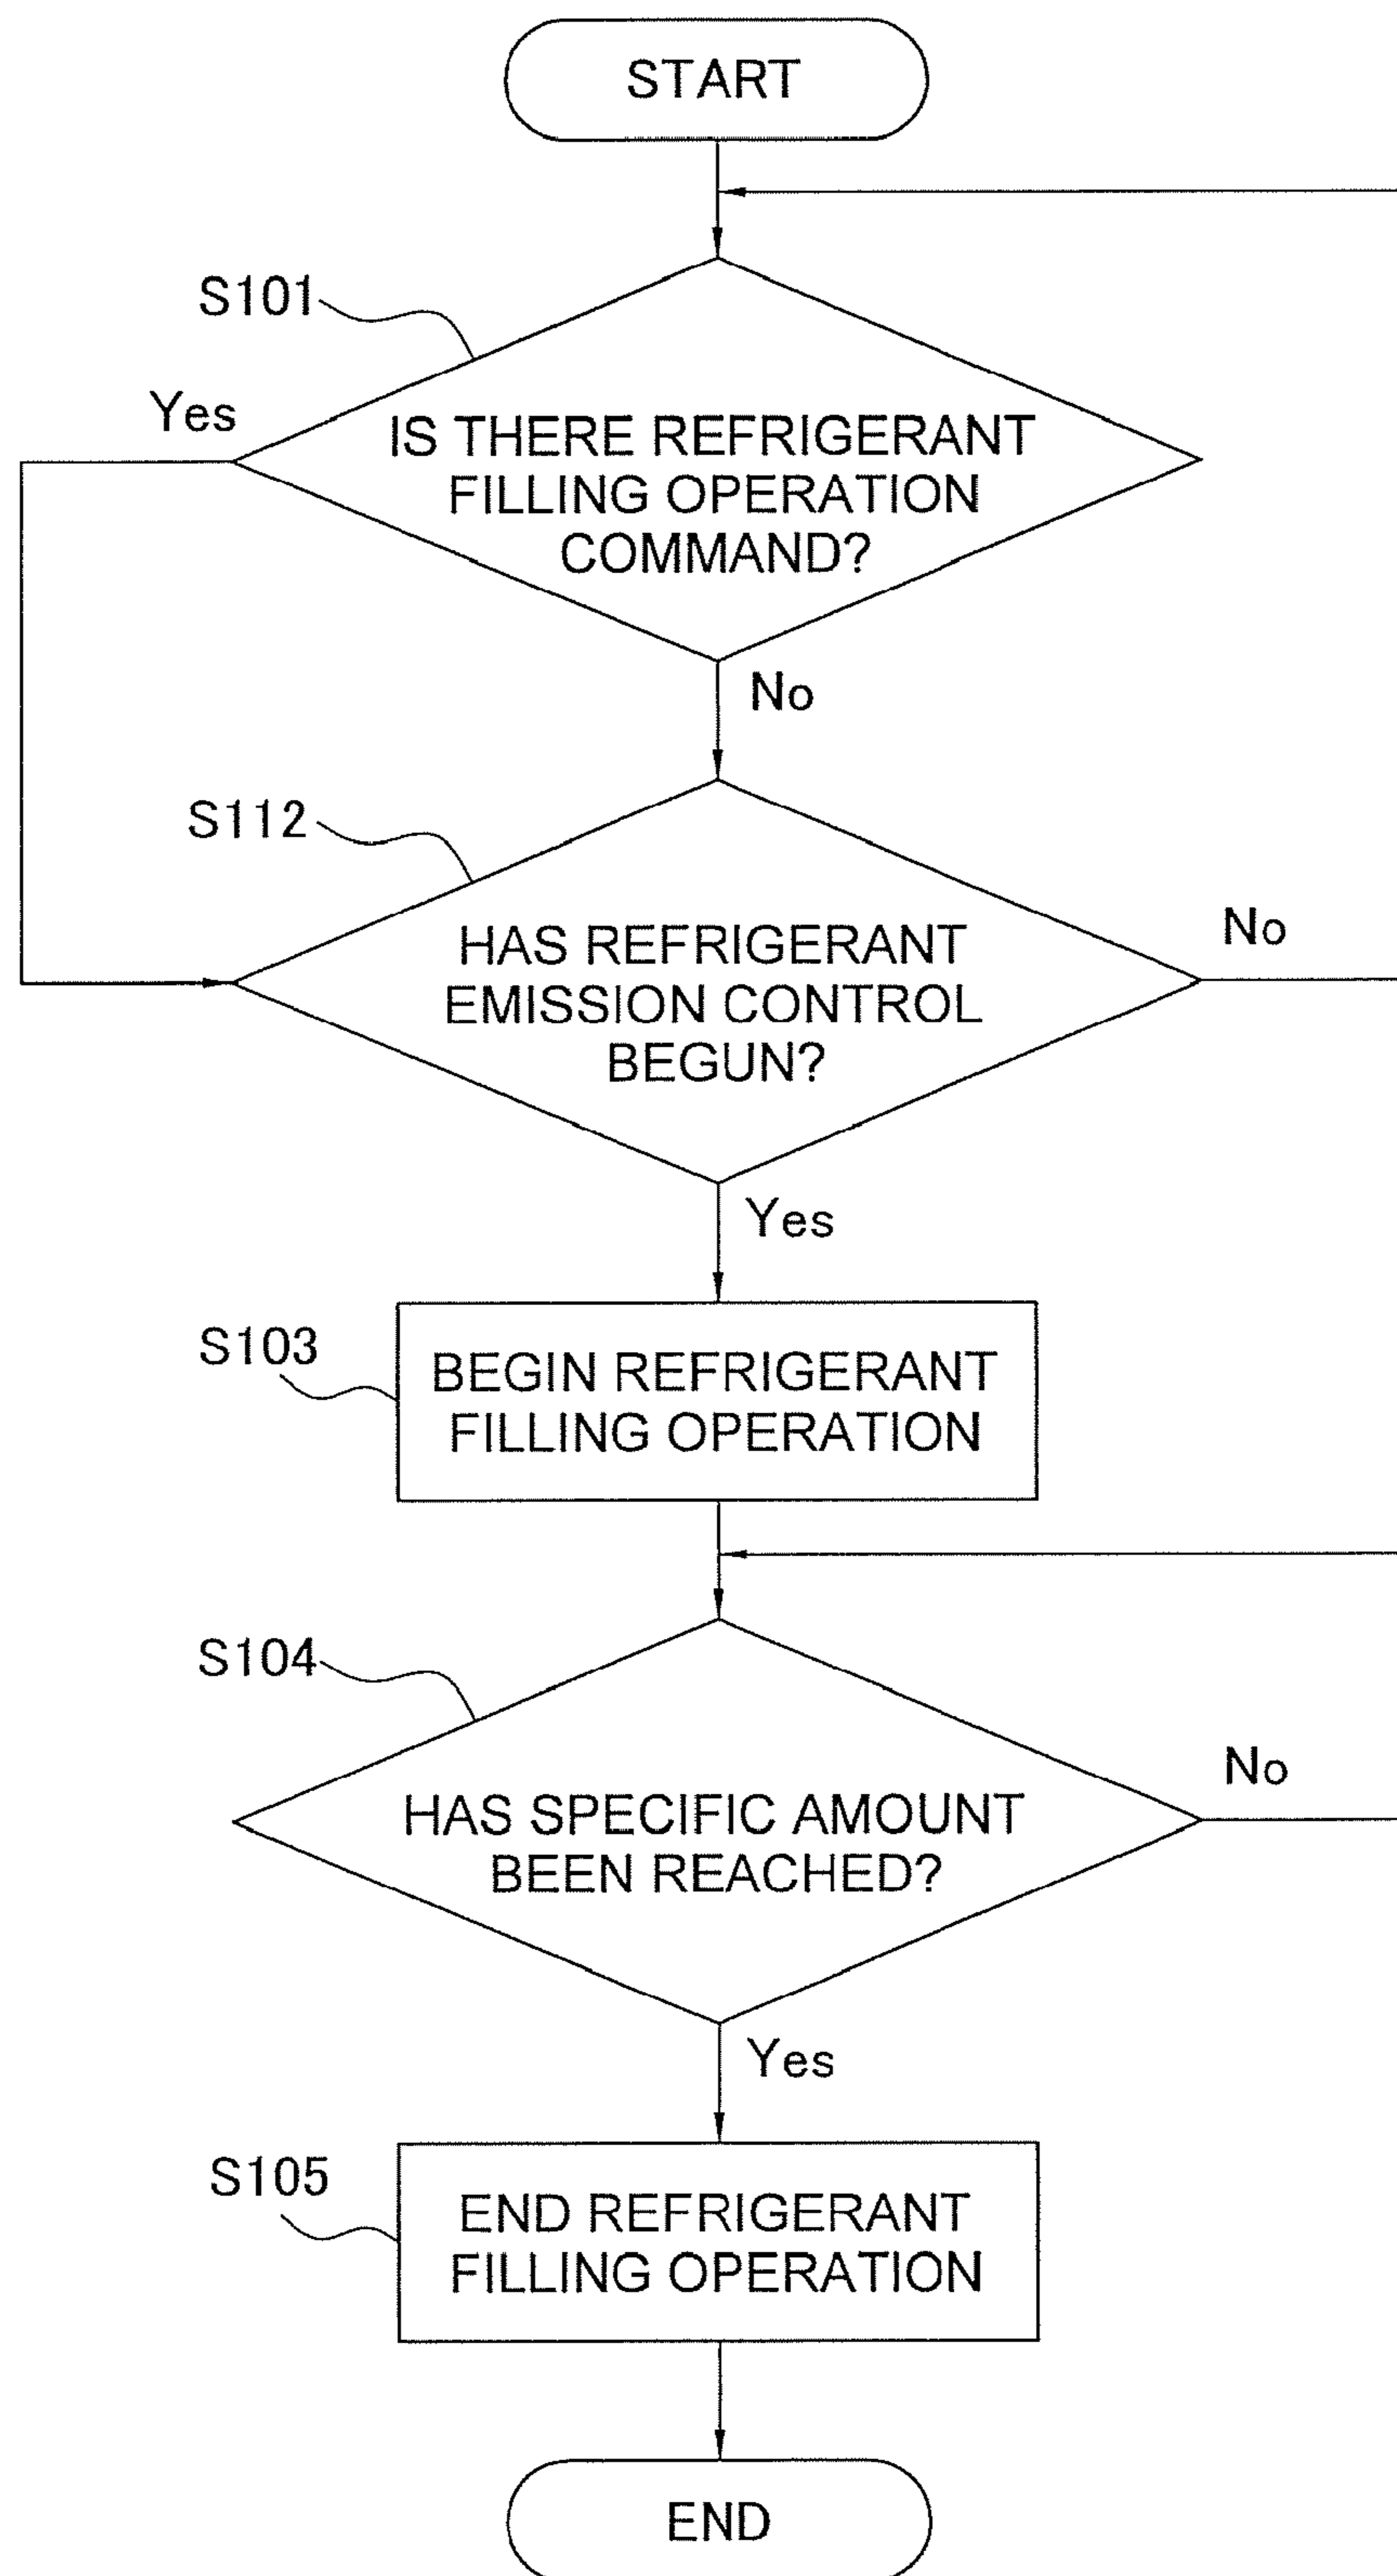 START
S101
Yes
IS THERE REFRIGERANT
FILLING OPERATION
COMMAND?
No
S112
HAS REFRIGERANT
EMISSION CONTROL
BEGUN?
No
Yes
S103
BEGIN REFRIGERANT
FILLING OPERATION
S104
HAS SPECIFIC AMOUNT
BEEN REACHED?
No
Yes
S105
END REFRIGERANT
FILLING OPERATION
END